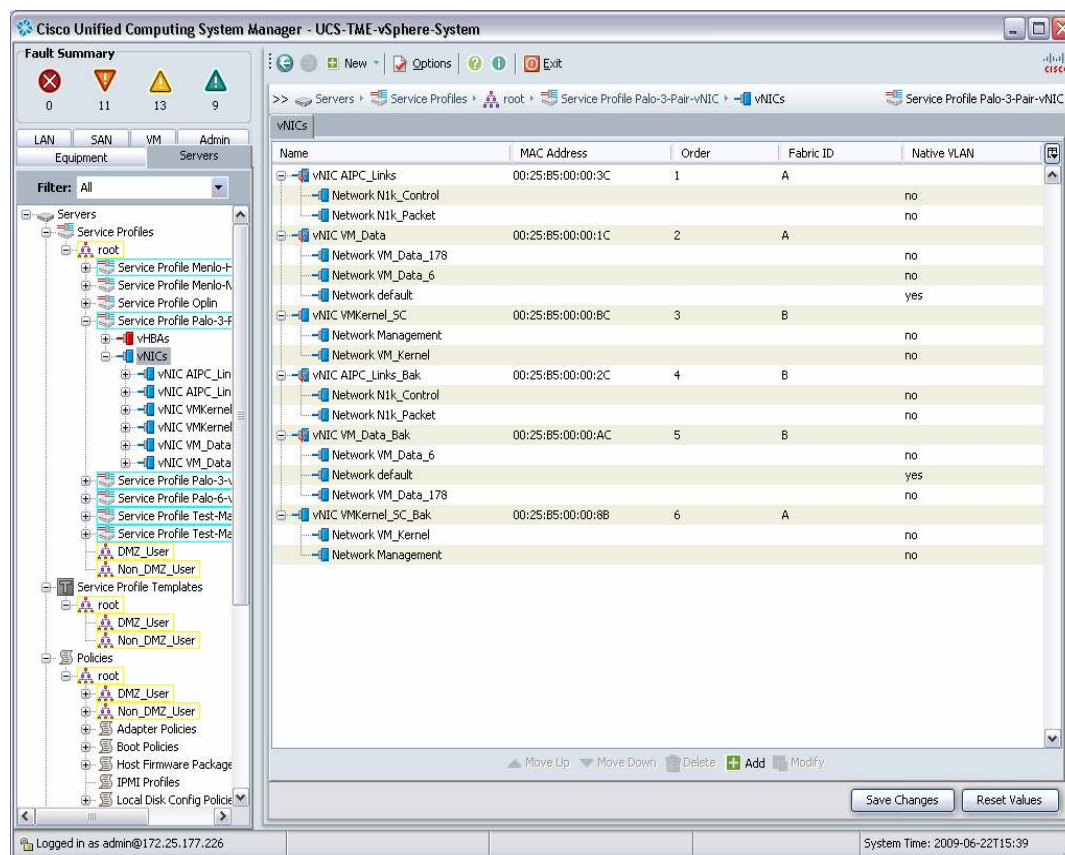 Cisco Unified Computing System Manager - UCS-TME-vSphere-System
Fault Summary
0 11 13 9
New Options Exit
cisco
>> Servers Service Profiles root Service Profile Palo-3-Pair-vNIC vNICs Service Profile Palo-3-Pair-vNIC
LAN SAN VM Admin
Equipment Servers
Filter: All
Servers
Service Profiles
root
Service Profile Menlo-H
Service Profile Menlo-N
Service Profile Oplin
Service Profile Palo-3-P
vHBAs
vNICs
vNIC AIPC_Lin
vNIC AIPC_Lin
vNIC VMKernel
vNIC VMKernel
vNIC VM_Data
vNIC VM_Data
Service Profile Palo-3-v
Service Profile Palo-6-v
Service Profile Test-Ma
Service Profile Test-Ma
DMZ_User
Non_DMZ_User
Service Profile Templates
root
DMZ_User
Non_DMZ_User
Policies
root
DMZ_User
Non_DMZ_User
Adapter Policies
Boot Policies
Host Firmware Package
IPMI Profiles
Local Disk Config Policie
vNICs
Name MAC Address Order Fabric ID Native VLAN
vNIC AIPC_Links 00:25:B5:00:00:3C 1 A
Network N1k_Control no
Network N1k_Packet no
vNIC VM_Data 00:25:B5:00:00:1C 2 A
Network VM_Data_178 no
Network VM_Data_6 no
Network default yes
vNIC VMKernel_SC 00:25:B5:00:00:BC 3 B
Network Management no
Network VM_Kernel no
vNIC AIPC_Links_Bak 00:25:B5:00:00:2C 4 B
Network N1k_Control no
Network N1k_Packet no
vNIC VM_Data_Bak 00:25:B5:00:00:AC 5 B
Network VM_Data_6 no
Network default yes
Network VM_Data_178 no
vNIC VMKernel_SC_Bak 00:25:B5:00:00:8B 6 A
Network VM_Kernel no
Network Management no
Move Up Move Down Delete Add Modify
Save Changes Reset Values
Logged in as admin@172.25.177.226 System Time: 2009-06-22T15:39